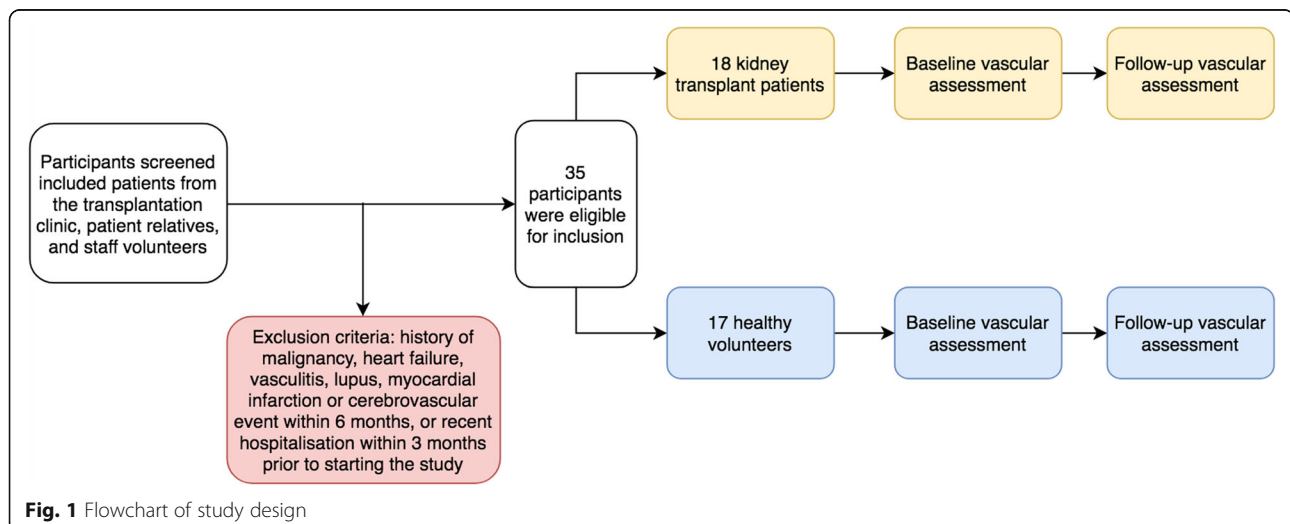 Participants screened
included patients from
the transplantation
clinic, patient relatives,
and staff volunteers
Exclusion criteria: history of
malignancy, heart failure,
vasculitis, lupus, myocardial
infarction or cerebrovascular
event within 6 months, or recent
hospitalisation within 3 months
prior to starting the study
35
participants
were eligible
for inclusion
18 kidney
transplant patients
Baseline vascular
assessment
Follow-up vascular
assessment
17 healthy
volunteers
Baseline vascular
assessment
Follow-up vascular
assessment
Fig. 1 Flowchart of study design